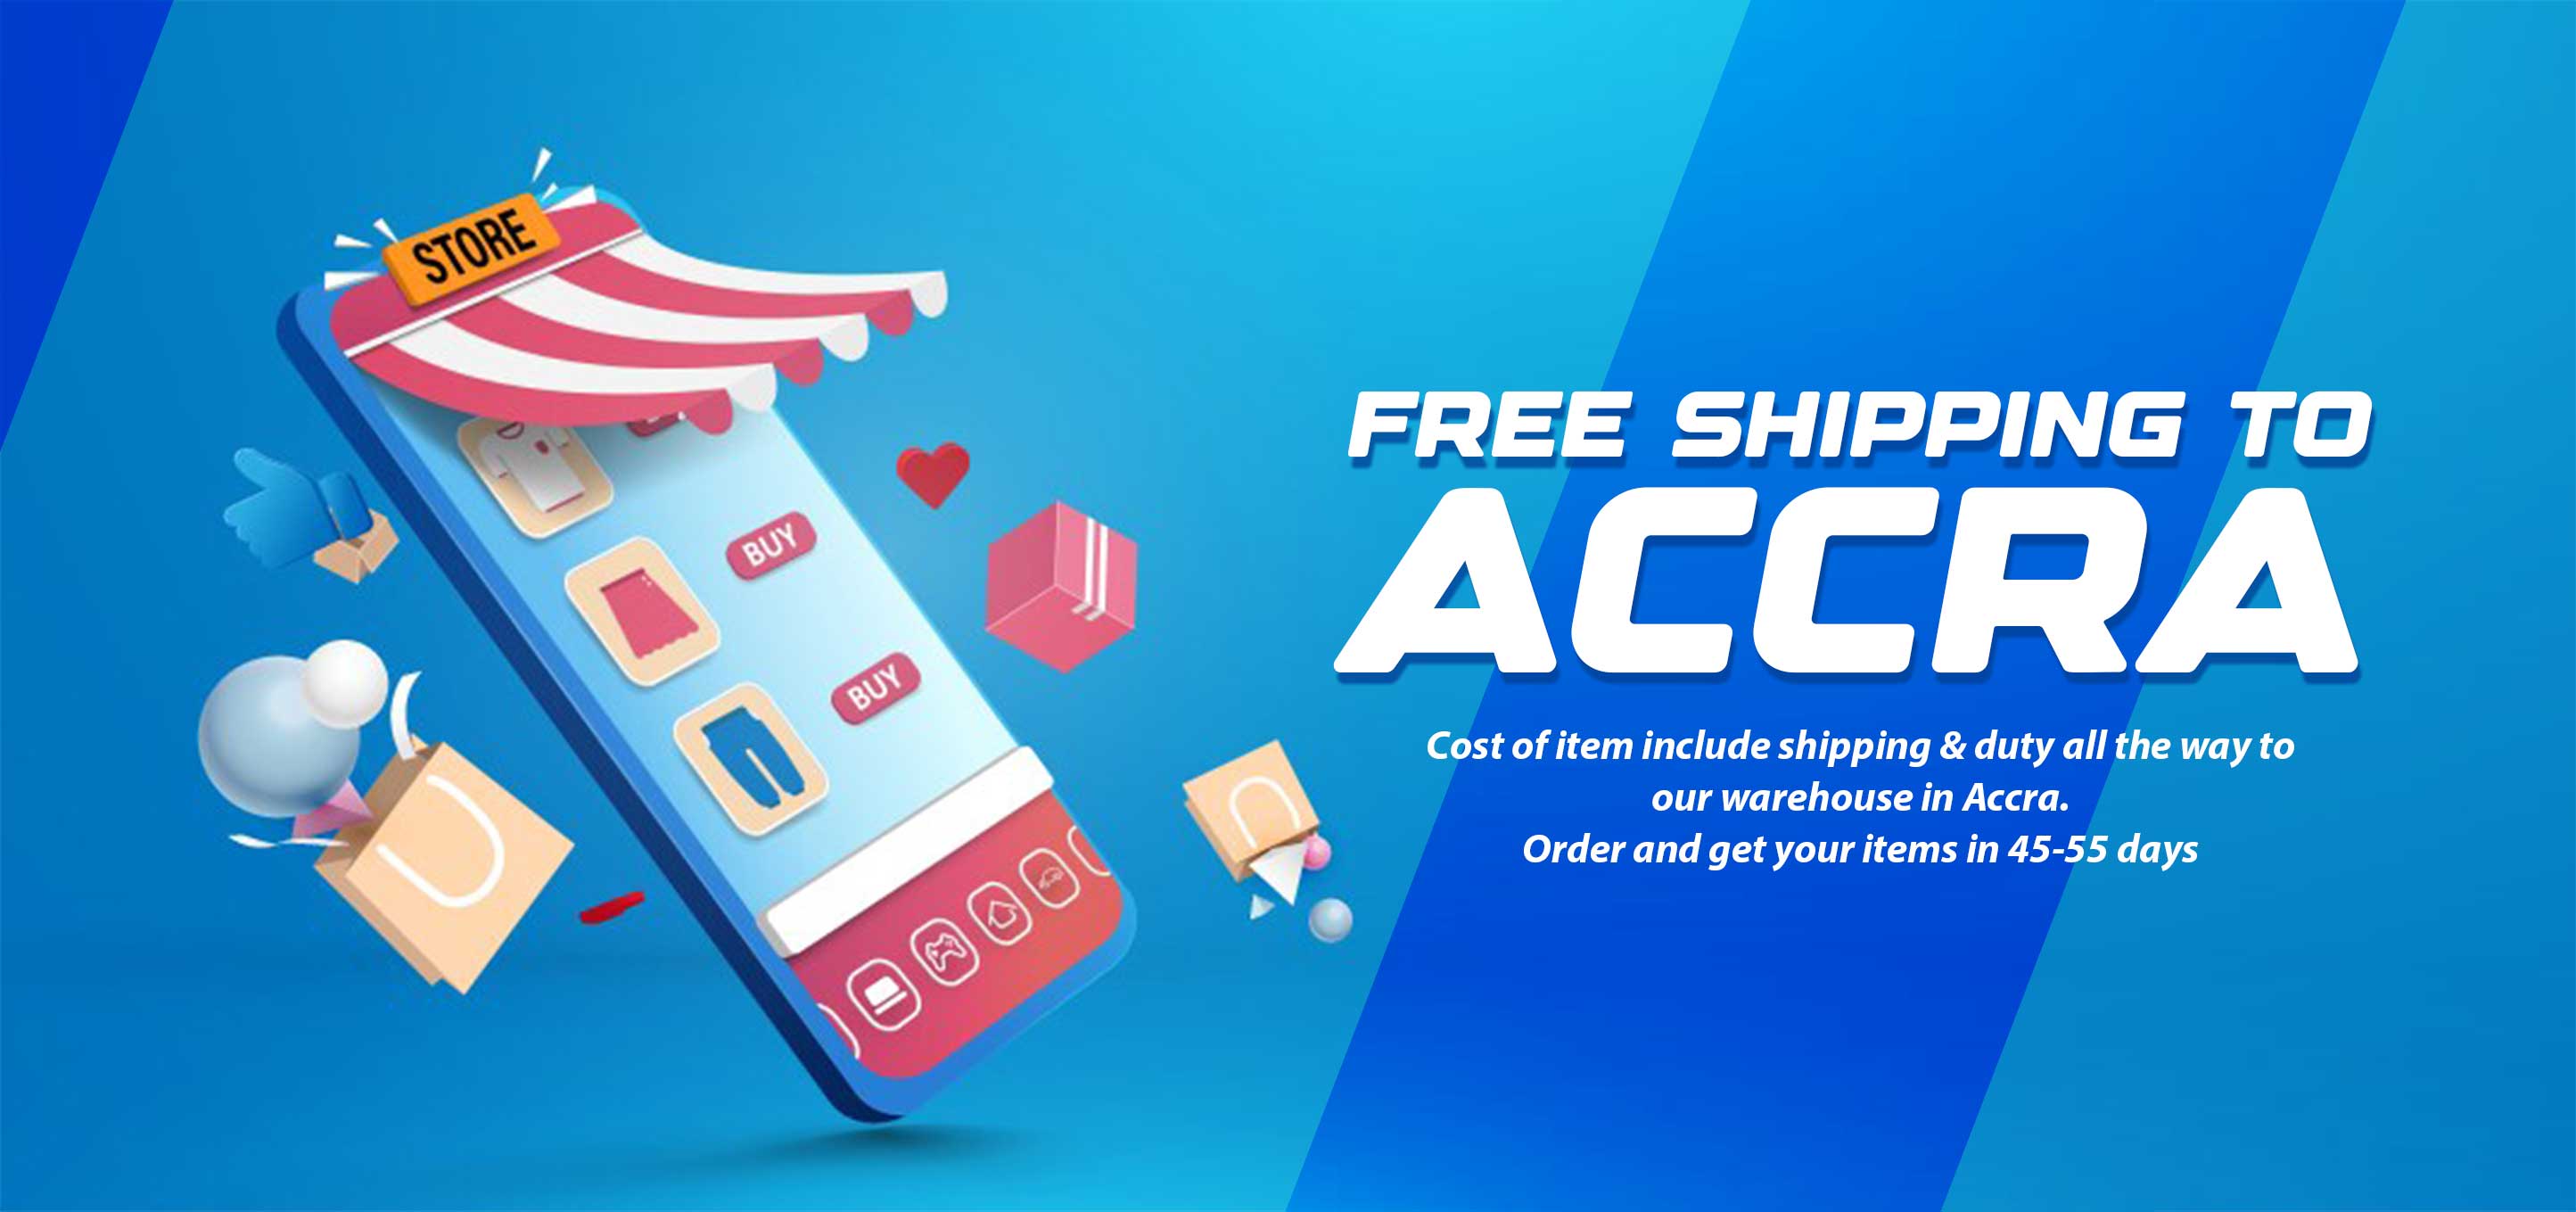 STORE
BUY
BUY
FREE SHIPPING TO
ACCRA
Cost of item include shipping & duty all the way to
our warehouse in Accra.
Order and get your items in 45-55 days